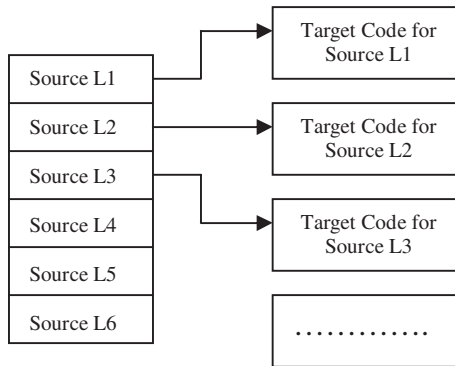 Source L1
Source L2
Source L3
Source L4
Source L5
Source L6
Target Code for
Source L1
Target Code for
Source L2
Target Code for
Source L3
.............